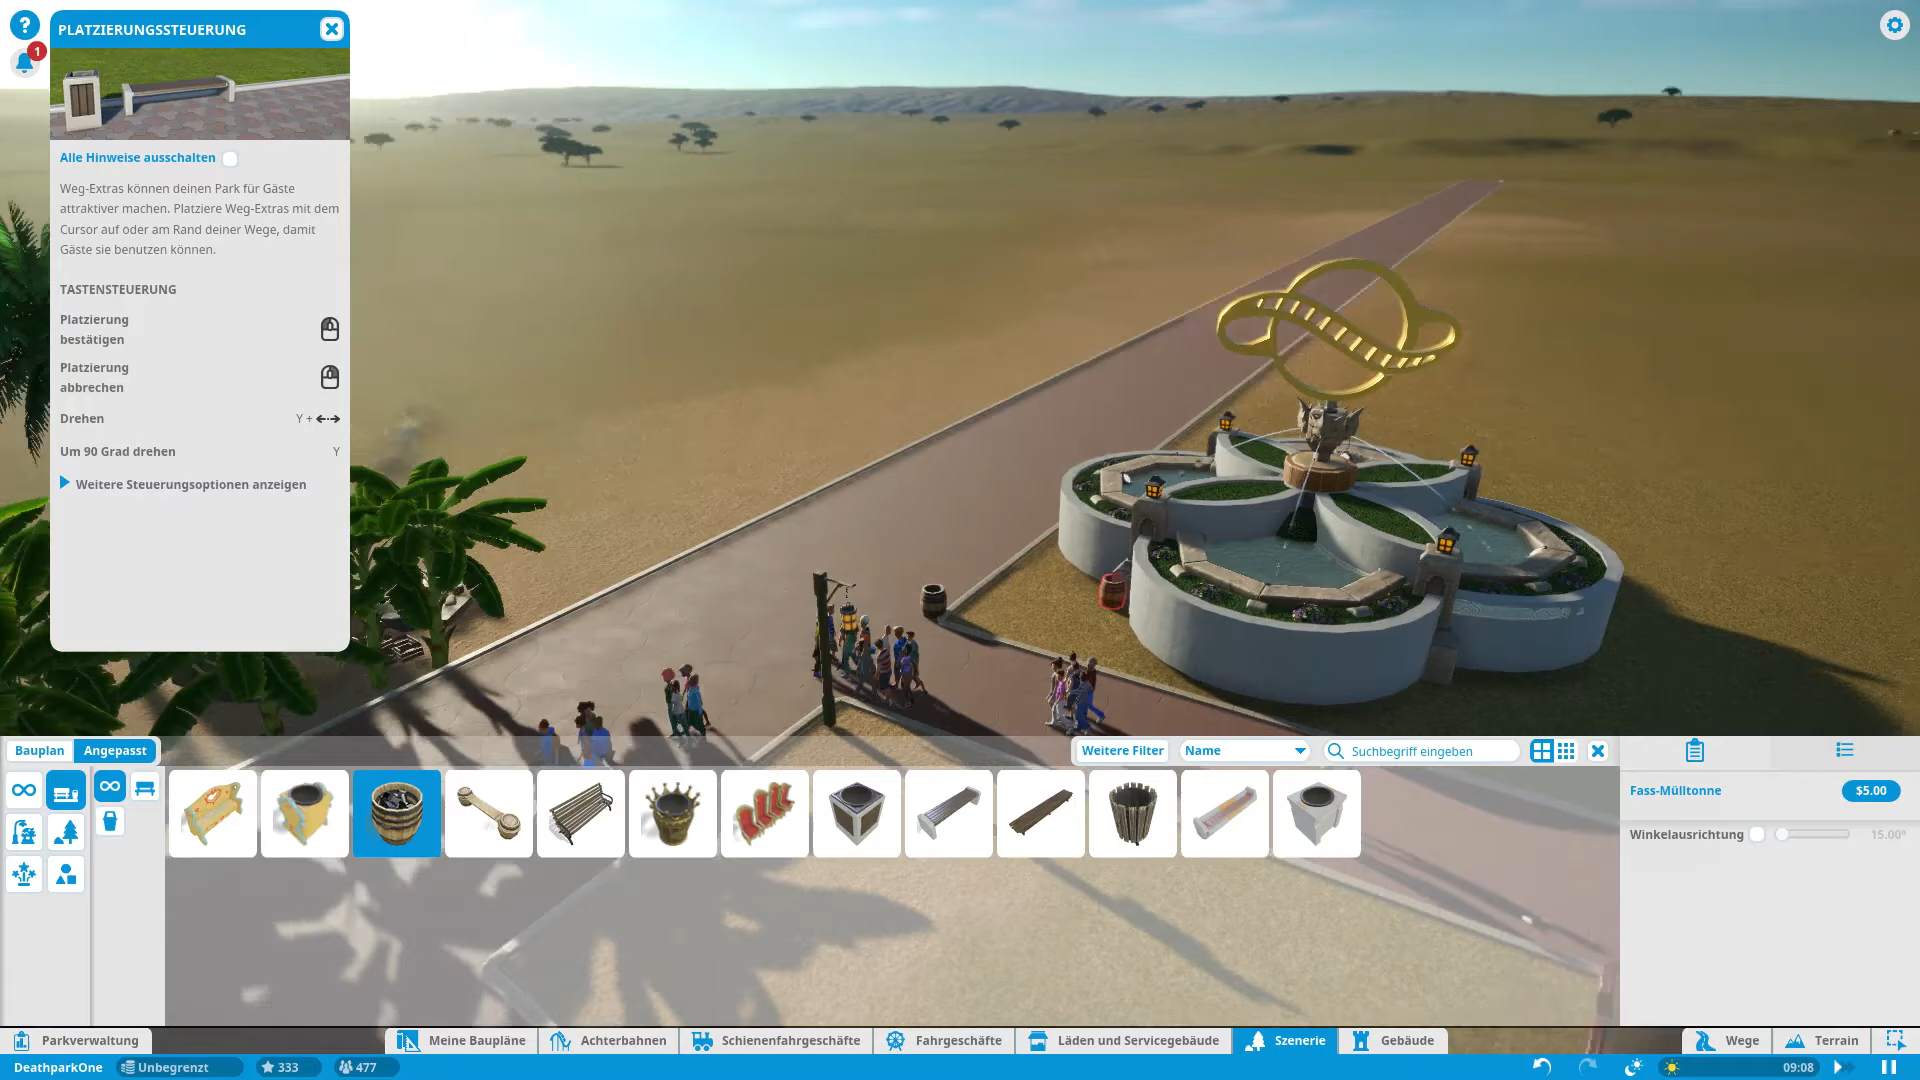 ?
1
PLATZIERUNGSSTEUERUNG
Alle Hinweise ausschalten
Weg-Extras können deinen Park für Gäste
attraktiver machen. Platziere Weg-Extras mit dem
Cursor auf oder am Rand deiner Wege, damit
Gäste sie benutzen können.
TASTENSTEUERUNG
Platzierung
bestätigen
Platzierung
abbrechen
Drehen Y +
Um 90 Grad drehen Y
Weitere Steuerungsoptionen anzeigen
Bauplan Angepasst
Weitere Filter Name Suchbegriff eingeben
Fass-Mülltonne $5.00
Winkelausrichtung 15.00°
Parkverwaltung Meine Baupläne Achterbahnen Schienenfahrgeschäfte Fahrgeschäfte Läden und Servicegebäude Szenerie Gebäude Wege Terrain
DeathparkOne Unbegrenzt 333 477 09:08